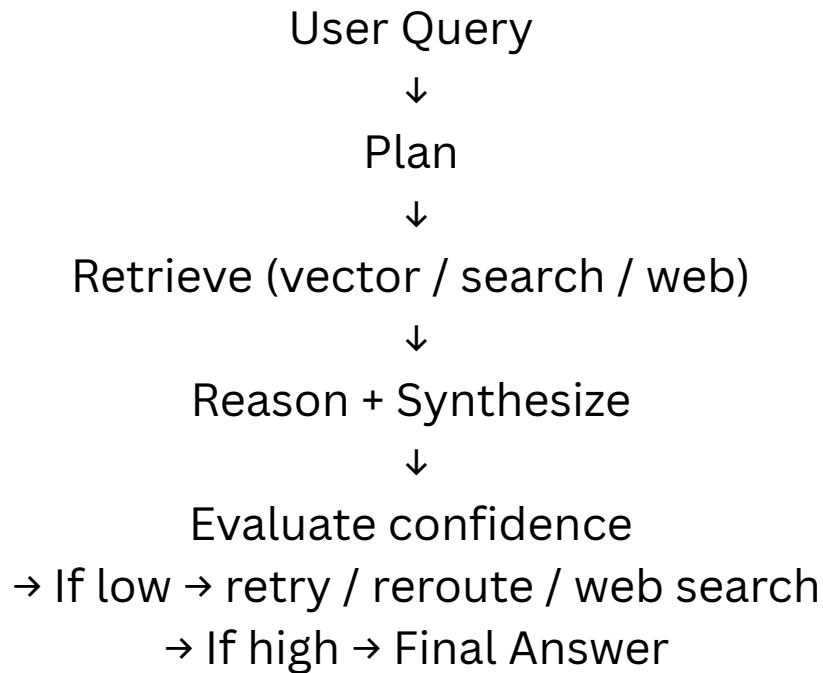 User Query
↓
Plan
↓
Retrieve (vector / search / web)
↓
Reason + Synthesize
↓
Evaluate confidence
→ If low → retry / reroute / web search
→ If high → Final Answer